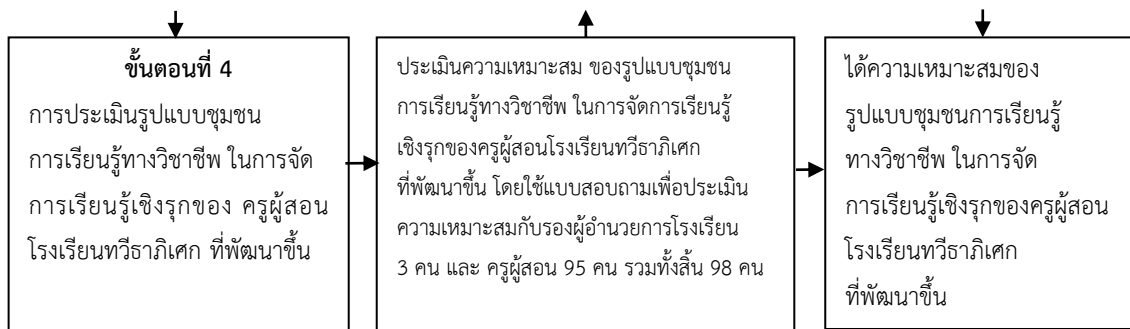 ขั้นตอนที่ 4
การประเมินรูปแบบชุมชน
การเรียนรู้ทางวิชาชีพ ในการจัด
การเรียนรู้เชิงรุกของ ครูผู้สอน
โรงเรียนทวีธาภิเศก ที่พัฒนาขึ้น
ประเมินความเหมาะสม ของรูปแบบชุมชน
การเรียนรู้ทางวิชาชีพ ในการจัดการเรียนรู้
เชิงรุกของครูผู้สอนโรงเรียนทวีธาภิเศก
ที่พัฒนาขึ้น โดยใช้แบบสอบถามเพื่อประเมิน
ความเหมาะสมกับรองผู้อำนวยการโรงเรียน
3 คน และ ครูผู้สอน 95 คน รวมทั้งสิ้น 98 คน
ได้ความเหมาะสมของ
รูปแบบชุมชนการเรียนรู้
ทางวิชาชีพ ในการจัด
การเรียนรู้เชิงรุกของครูผู้สอน
โรงเรียนทวีธาภิเศก
ที่พัฒนาขึ้น